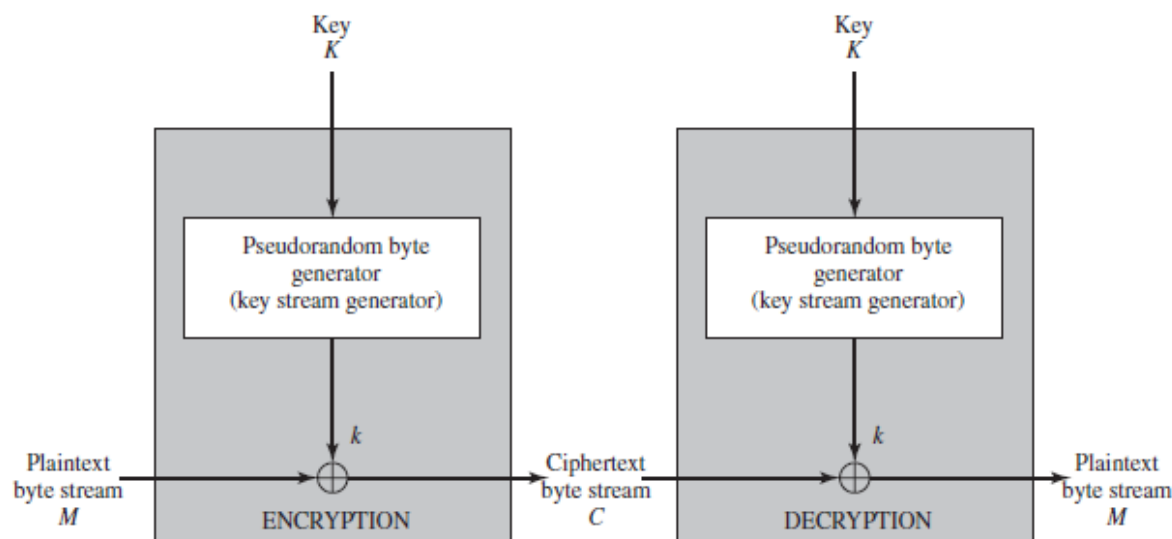 Key
K
Key
K
Pseudorandom byte
generator
(key stream generator)
Pseudorandom byte
generator
(key stream generator)
k
k
Plaintext
byte stream
M
Ciphertext
byte stream
C
Plaintext
byte stream
M
ENCRYPTION
DECRYPTION